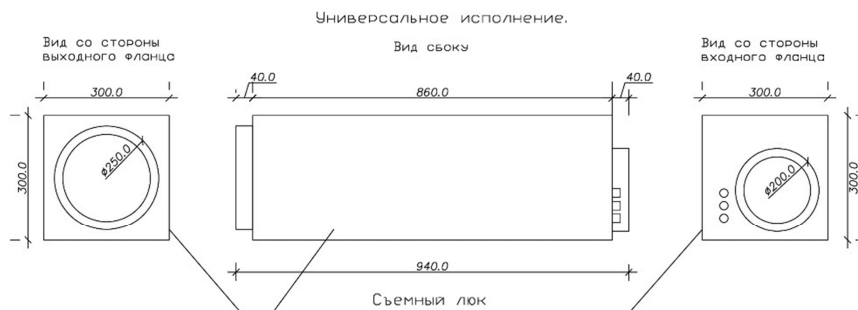 Универсальное исполнение.
Вид со стороны
выходного фланца
Вид сбоку
Вид со стороны
входного фланца
40.0
40.0
300.0
860.0
300.0
300.0
ø250.0
ø200.0
300.0
940.0
Съемный люк